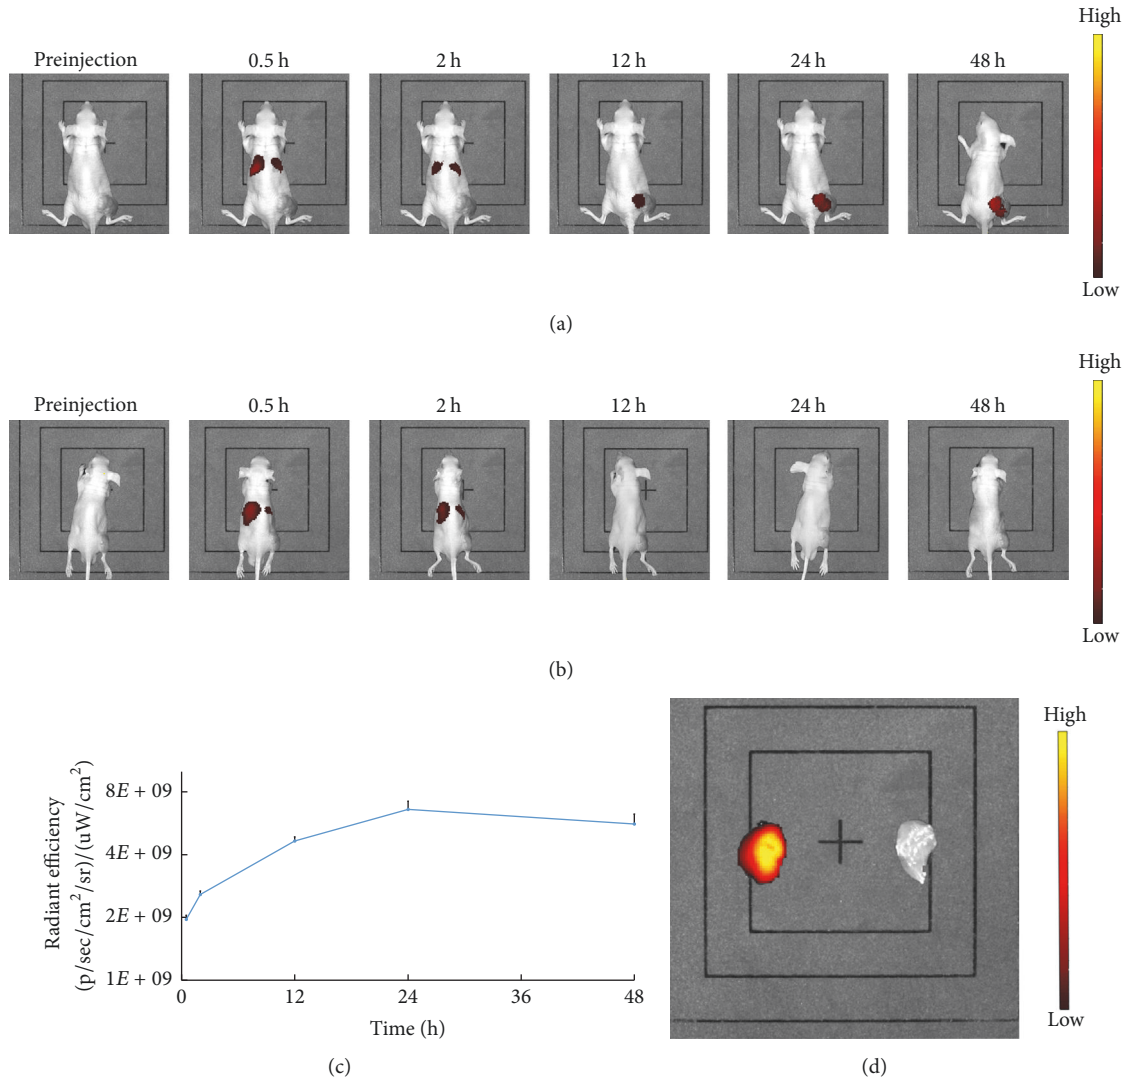 High
Preinjection 0.5 h 2 h 12 h 24 h 48 h
Low
(a)
High
Preinjection 0.5 h 2 h 12 h 24 h 48 h
Low
(b)
Radiant efficiency
(p/sec/cm²/sr)/(uW/cm²)
8E + 09
4E + 09
2E + 09
1E + 09
0 12 24 36 48
Time (h)
(c)
High
Low
(d)